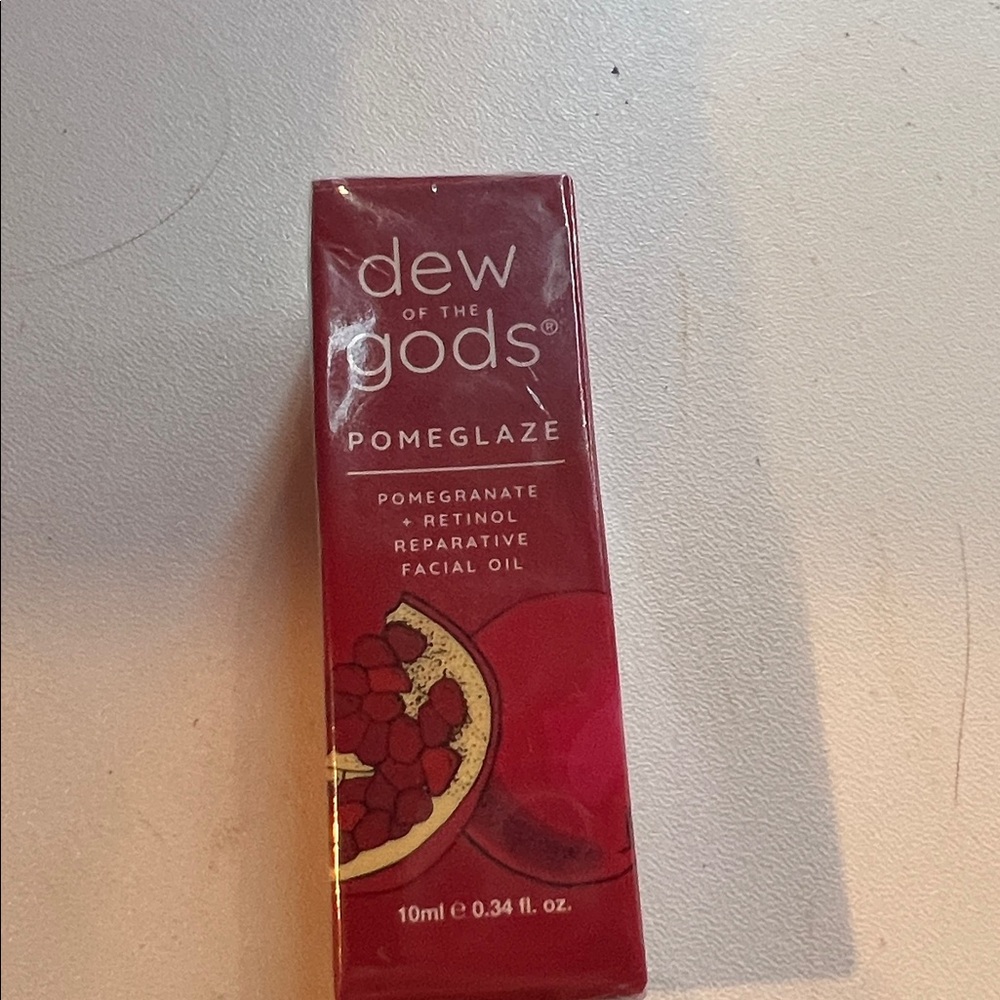 dew
OF THE
gods®
POMEGLAZE
POMEGRANATE
+ RETINOL
REPARATIVE
FACIAL OIL
10ml ℮ 0.34 fl. oz.